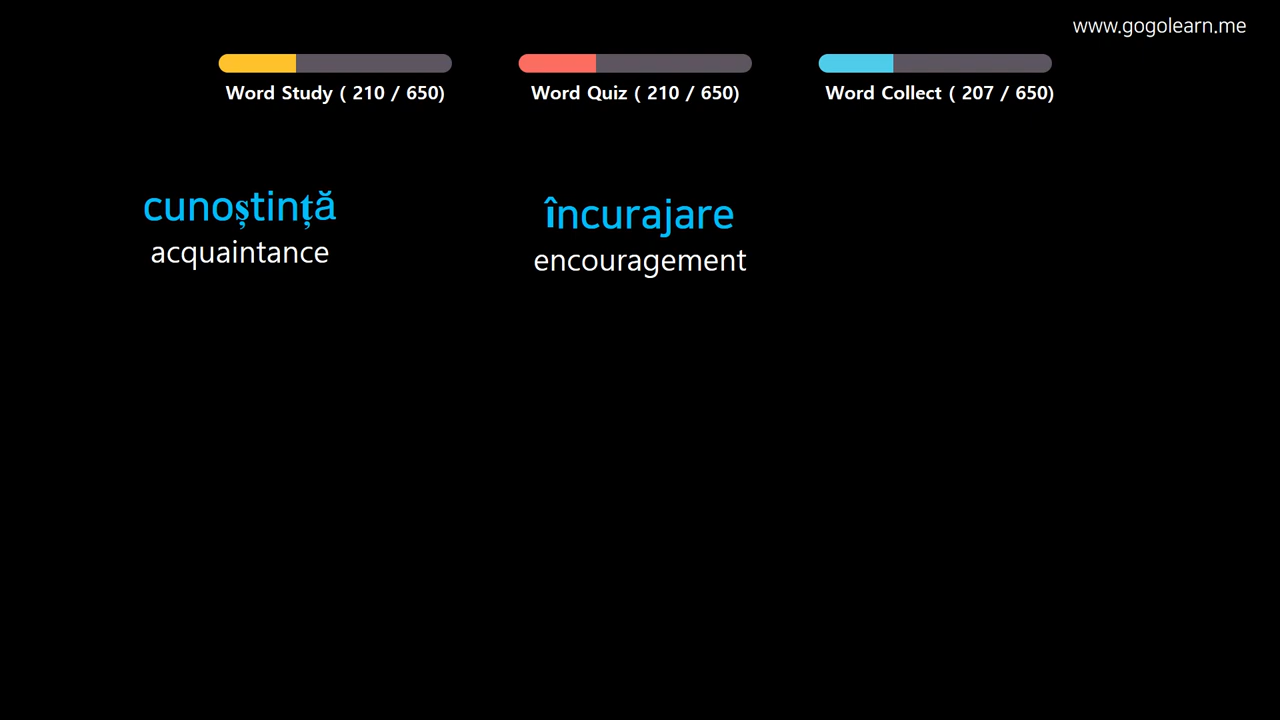 www.gogolearn.me
Word Study ( 210 / 650)
Word Quiz ( 210 / 650)
Word Collect ( 207 / 650)
cunoștință
acquaintance
încurajare
encouragement